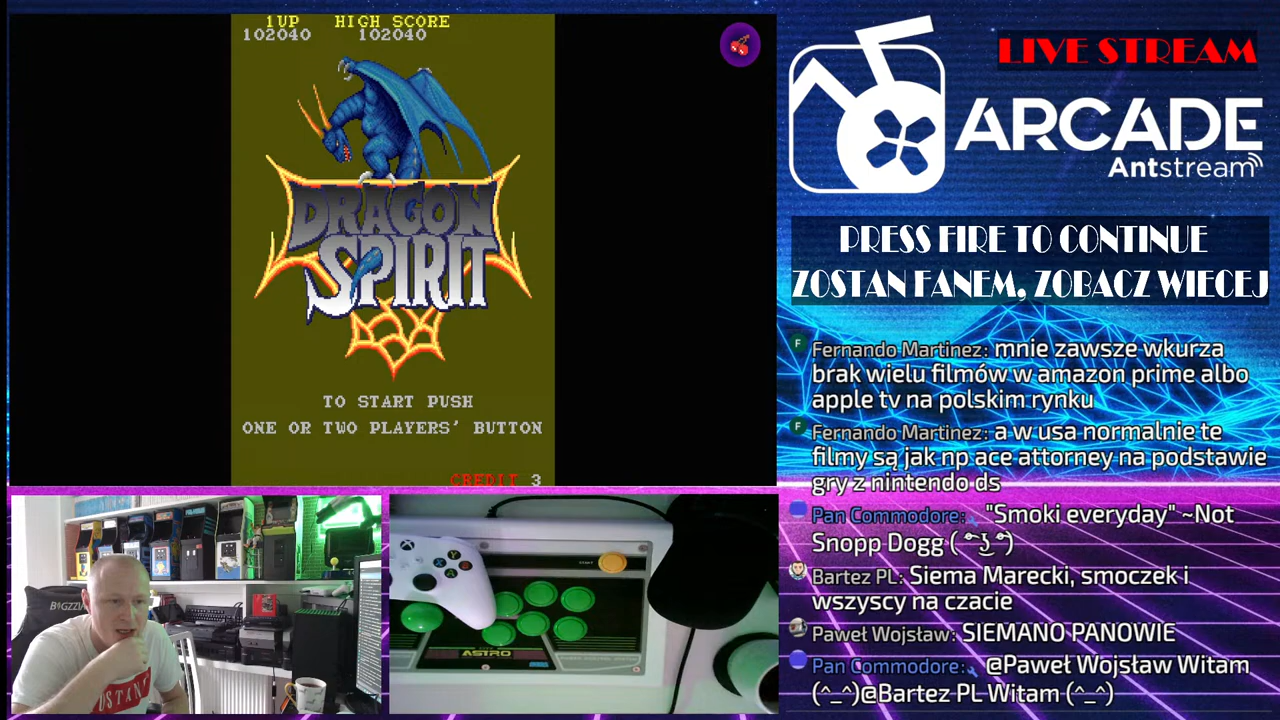 1UP HIGH SCORE
102040 102040
DRAGON
SPIRIT
TO START PUSH
ONE OR TWO PLAYERS' BUTTON
CREDIT 3
LIVE STREAM
ARCADE
Antstream
PRESS FIRE TO CONTINUE
ZOSTAN FANEM, ZOBACZ WIECEJ
F Fernando Martinez: mnie zawsze wkurza
brak wielu filmów w amazon prime albo
apple tv na polskim rynku
F Fernando Martinez: a w usa normalnie te
filmy są jak np ace attorney na podstawie
gry z nintendo ds
Pan Commodore: "Smoki everyday" ~Not
Snopp Dogg ( ͡° ͜ʖ ͡°)
Bartez PL: Siema Marecki, smoczek i
wszyscy na czacie
Paweł Wojsław: SIEMANO PANOWIE
Pan Commodore: @Paweł Wojsław Witam
(^_^)@Bartez PL Witam (^_^)
START
ASTRO
SEGA
X Y B A